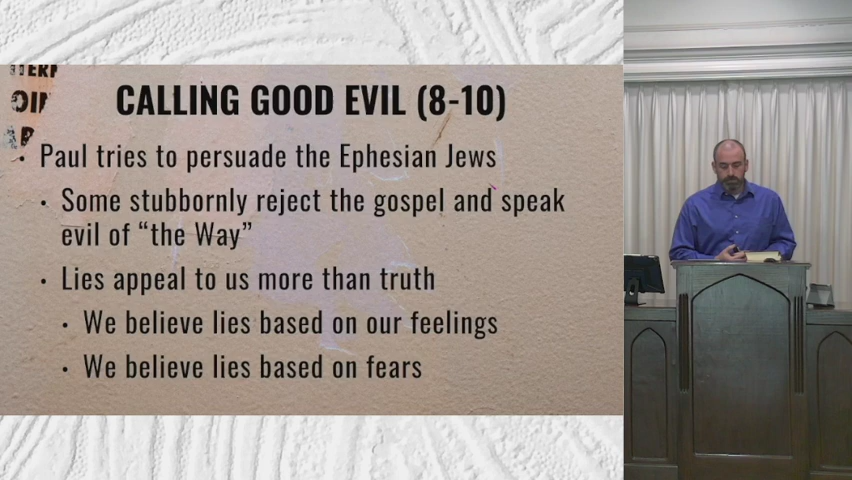 CALLING GOOD EVIL (8-10)
• Paul tries to persuade the Ephesian Jews
• Some stubbornly reject the gospel and speak
evil of “the Way”
• Lies appeal to us more than truth
• We believe lies based on our feelings
• We believe lies based on fears